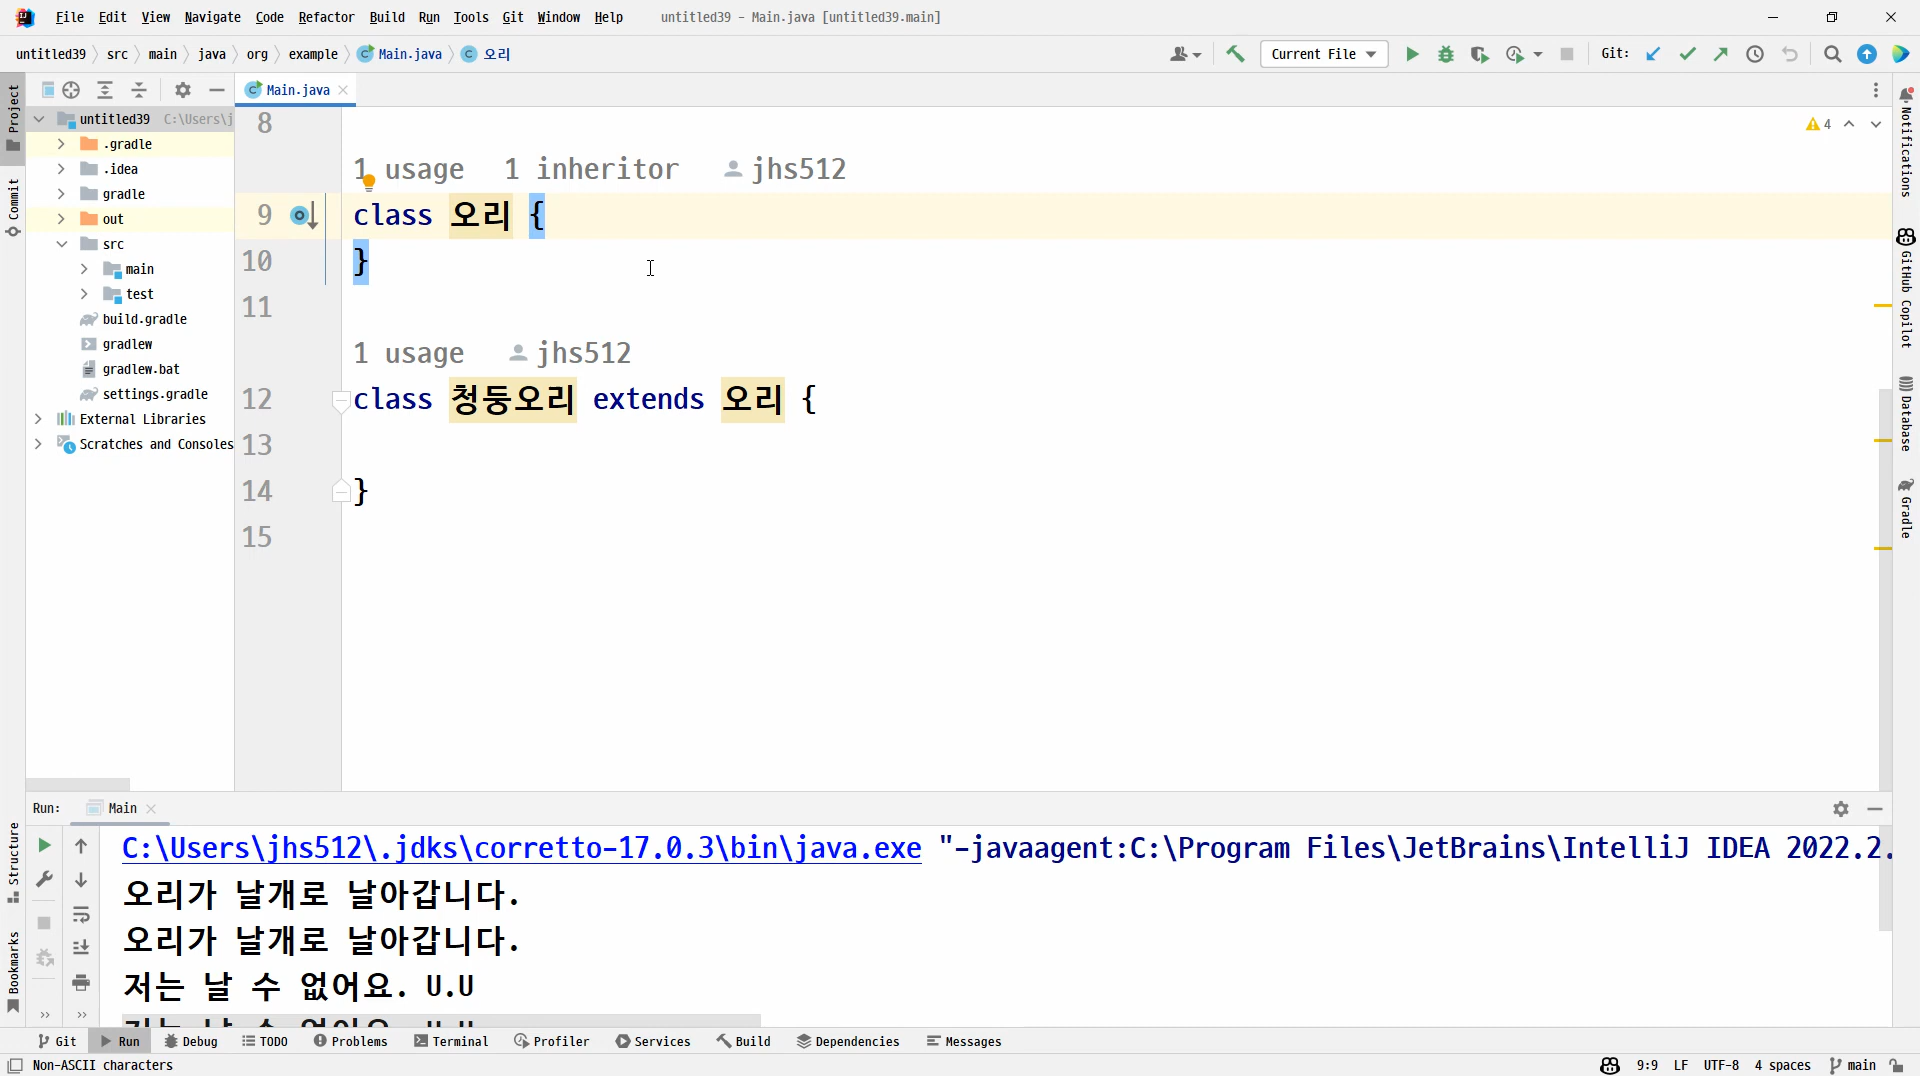 File Edit View Navigate Code Refactor Build Run Tools Git Window Help untitled39 - Main.java [untitled39.main]
untitled39 src main java org example Main.java 오리 Current File Git:
Main.java
Project
Commit
Structure
Bookmarks
untitled39 C:\Users\j
.gradle
.idea
gradle
out
src
main
test
build.gradle
gradlew
gradlew.bat
settings.gradle
External Libraries
Scratches and Consoles
8
1 usage 1 inheritor jhs512
9 class 오리 {
10 }
11
1 usage jhs512
12 class 청둥오리 extends 오리 {
13
14 }
15
4
Notifications
GitHub Copilot
Database
Gradle
Run: Main
C:\Users\jhs512\.jdks\corretto-17.0.3\bin\java.exe "-javaagent:C:\Program Files\JetBrains\IntelliJ IDEA 2022.2.
오리가 날개로 날아갑니다.
오리가 날개로 날아갑니다.
저는 날 수 없어요. U.U
Git Run Debug TODO Problems Terminal Profiler Services Build Dependencies Messages
Non-ASCII characters 9:9 LF UTF-8 4 spaces main